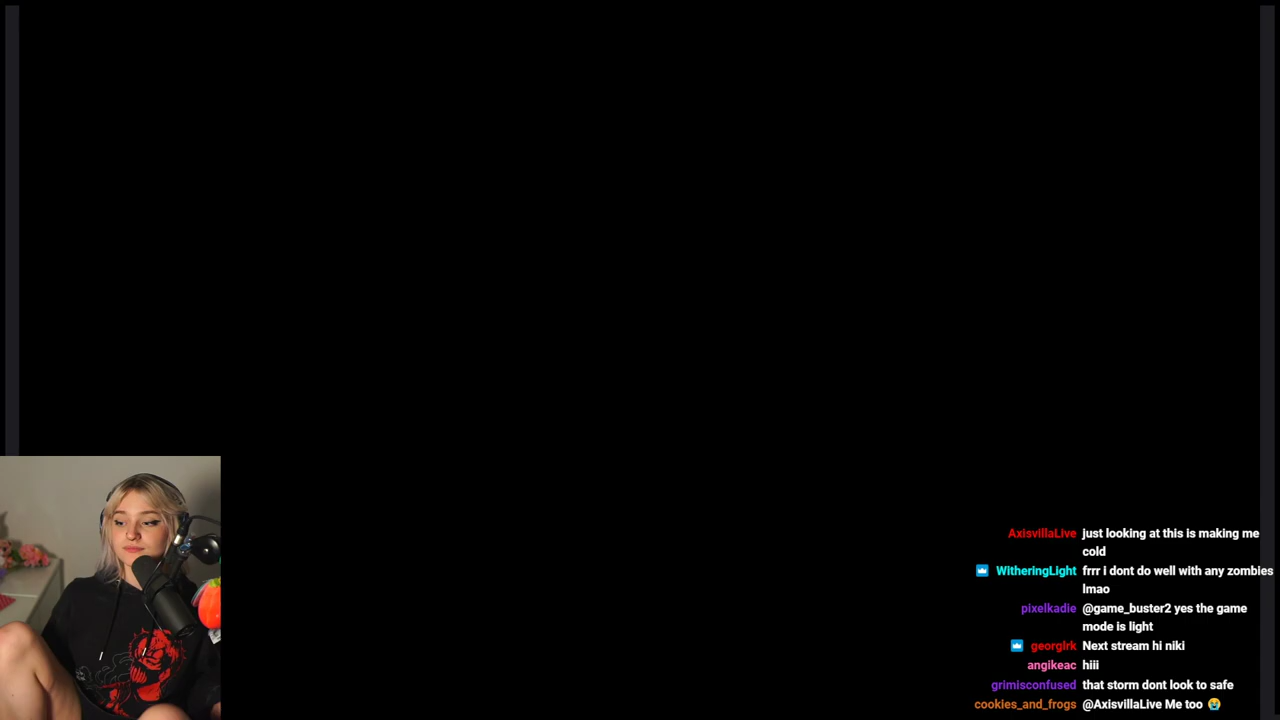 AxisvillaLive just looking at this is making me
cold
WitheringLight frrr i dont do well with any zombies
lmao
pixelkadie @game_buster2 yes the game
mode is light
georglrk Next stream hi niki
angikeac hiii
grimisconfused that storm dont look to safe
cookies_and_frogs @AxisvillaLive Me too 😭